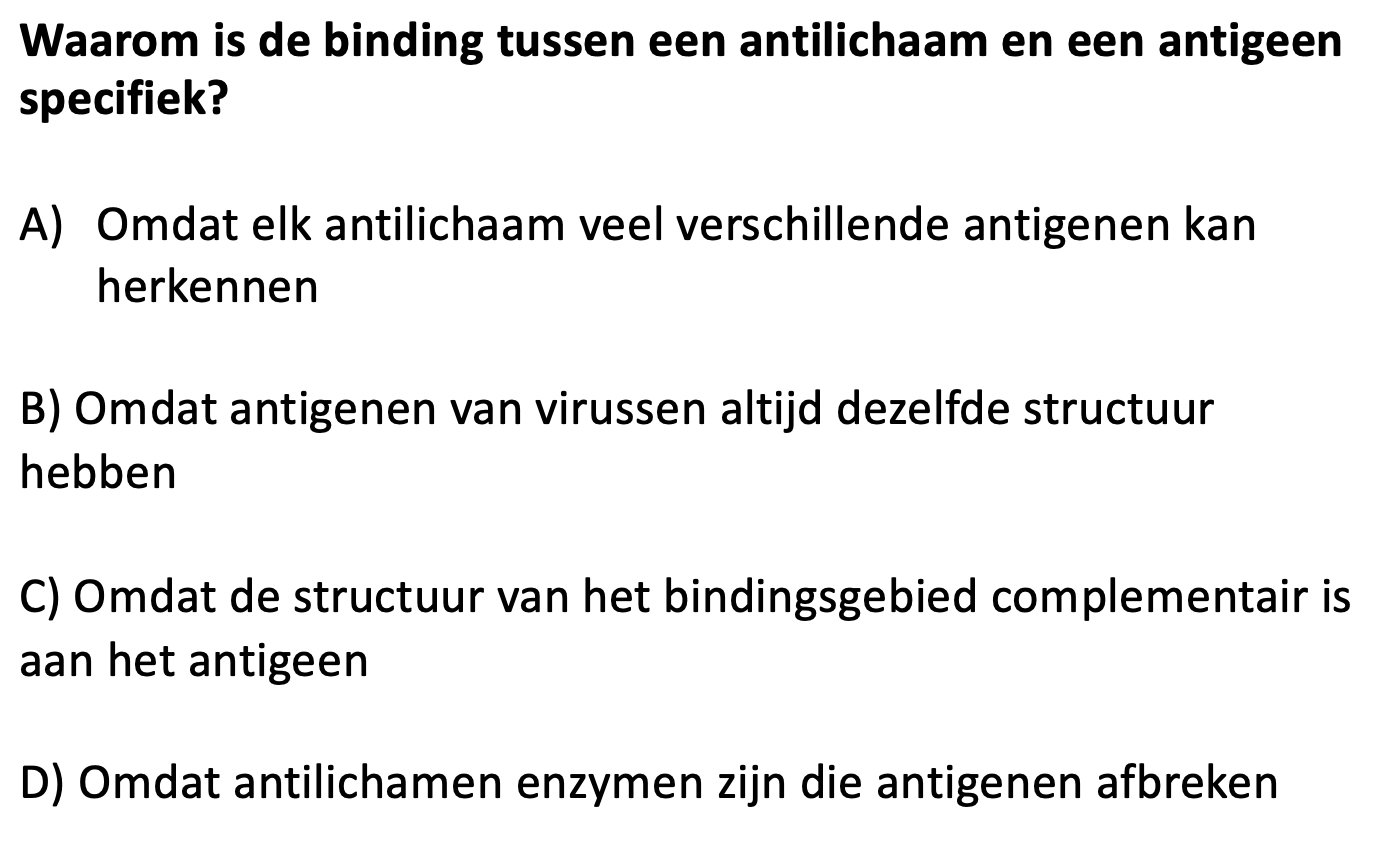 Waarom is de binding tussen een antilichaam en een antigeen
specifiek?
A) Omdat elk antilichaam veel verschillende antigenen kan
herkennen
B) Omdat antigenen van virussen altijd dezelfde structuur
hebben
C) Omdat de structuur van het bindingsgebied complementair is
aan het antigeen
D) Omdat antilichamen enzymen zijn die antigenen afbreken